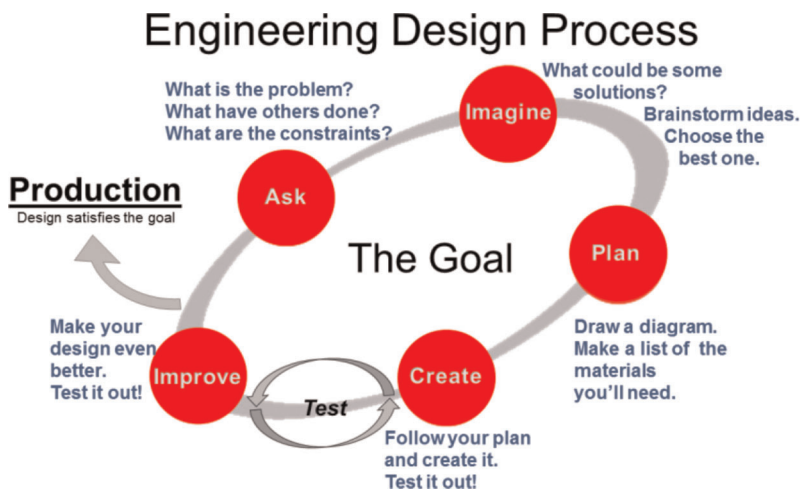 Engineering Design Process
What is the problem?
What have others done?
What are the constraints?
Imagine
What could be some
solutions?
Brainstorm ideas.
Choose the
best one.
Production
Design satisfies the goal
Ask
The Goal
Plan
Make your
design even
better.
Test it out!
Improve
Test
Create
Draw a diagram.
Make a list of the
materials
you'll need.
Follow your plan
and create it.
Test it out!